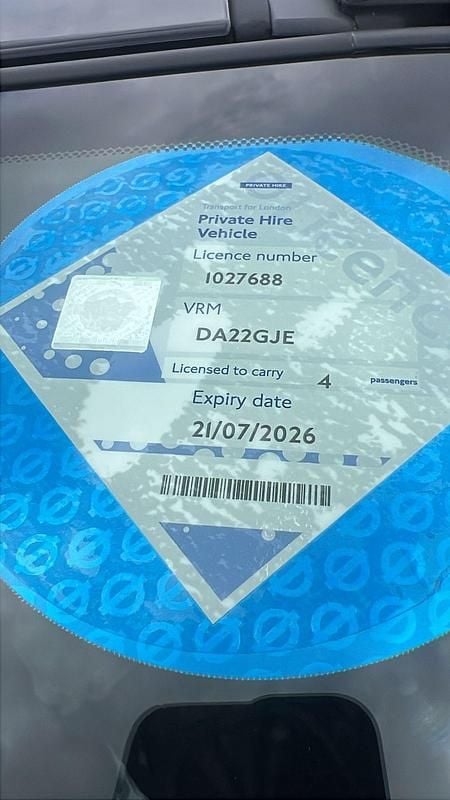 PRIVATE HIRE
Transport for London
Private Hire
Vehicle
Licence number
1027688
VRM
DA22GJE
Licensed to carry 4 passengers
Expiry date
21/07/2026